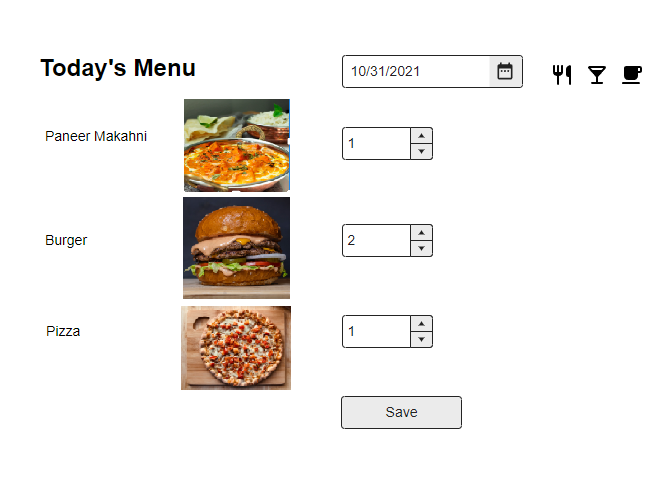 Today's Menu
10/31/2021
Paneer Makahni
1
Burger
2
Pizza
1
Save